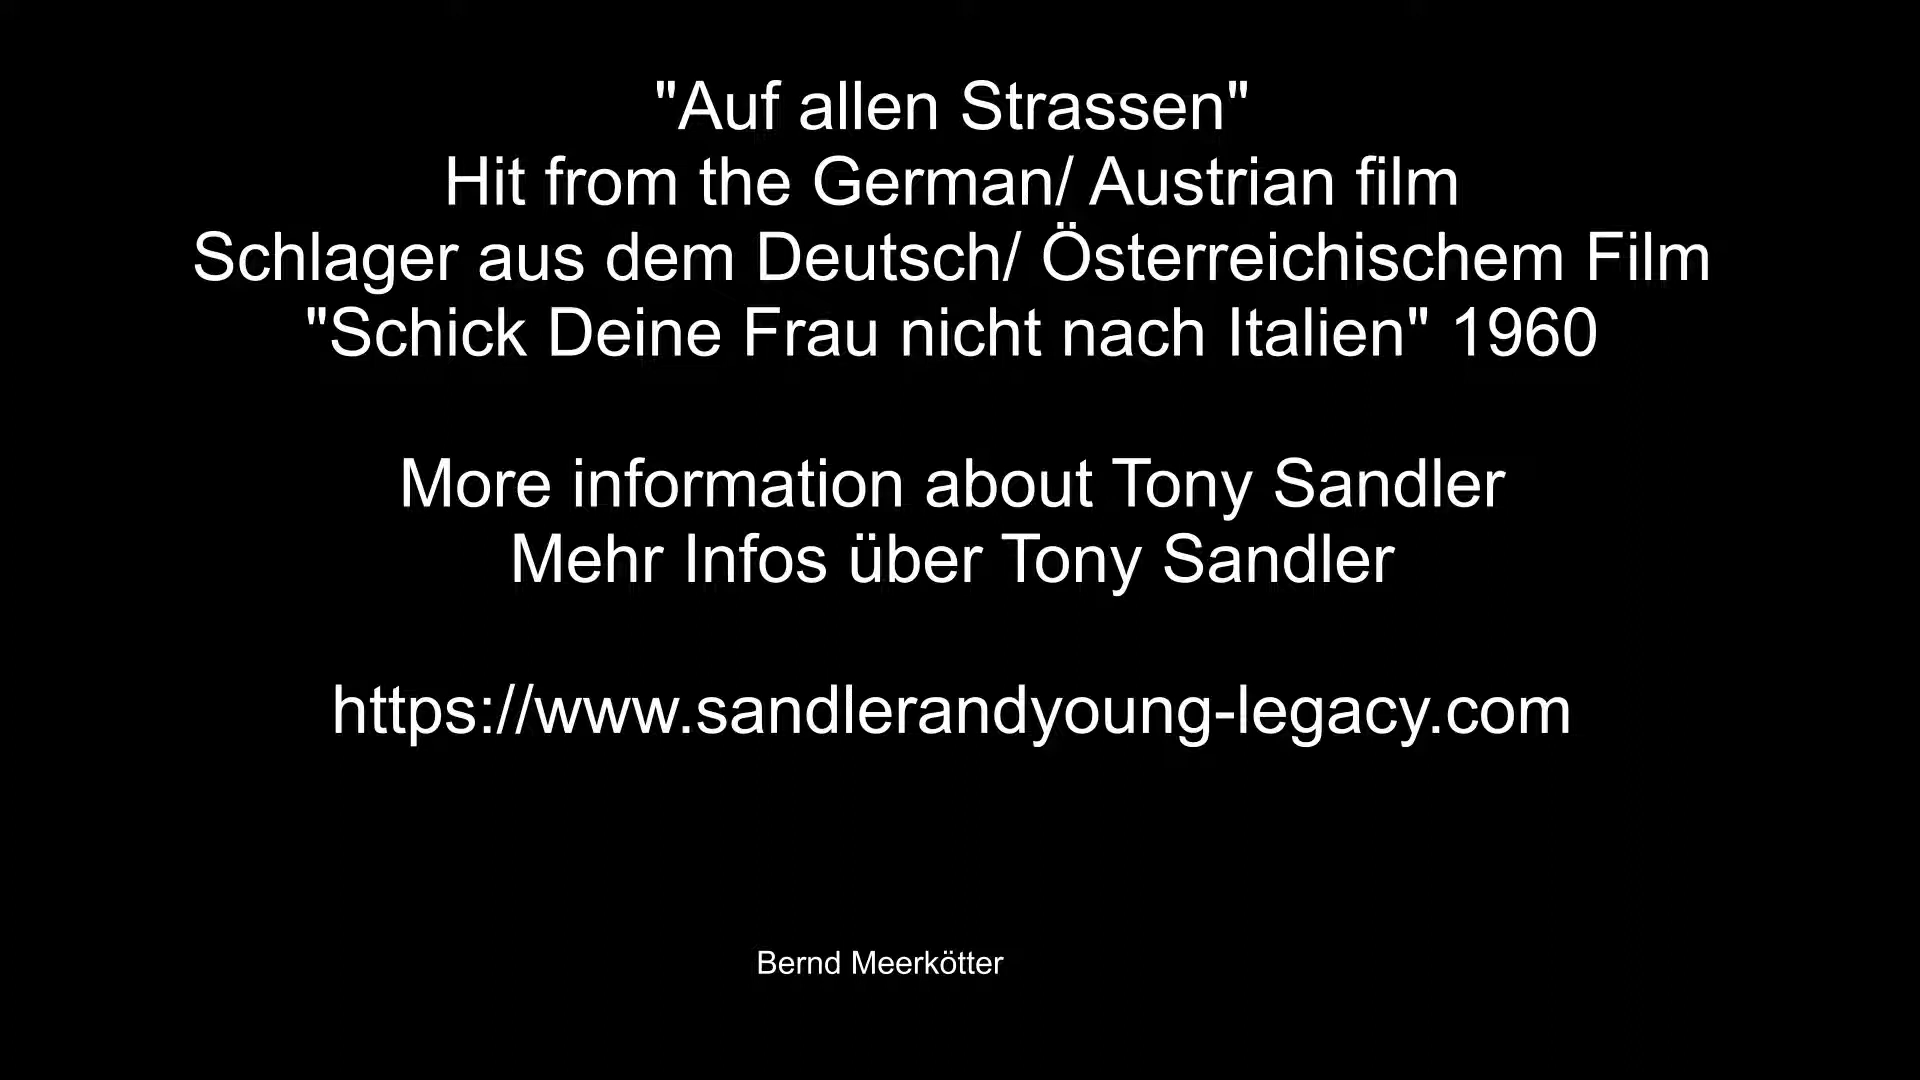 "Auf allen Strassen"
Hit from the German/ Austrian film
Schlager aus dem Deutsch/ Österreichischem Film
"Schick Deine Frau nicht nach Italien" 1960
More information about Tony Sandler
Mehr Infos über Tony Sandler
https://www.sandlerandyoung-legacy.com
Bernd Meerkötter